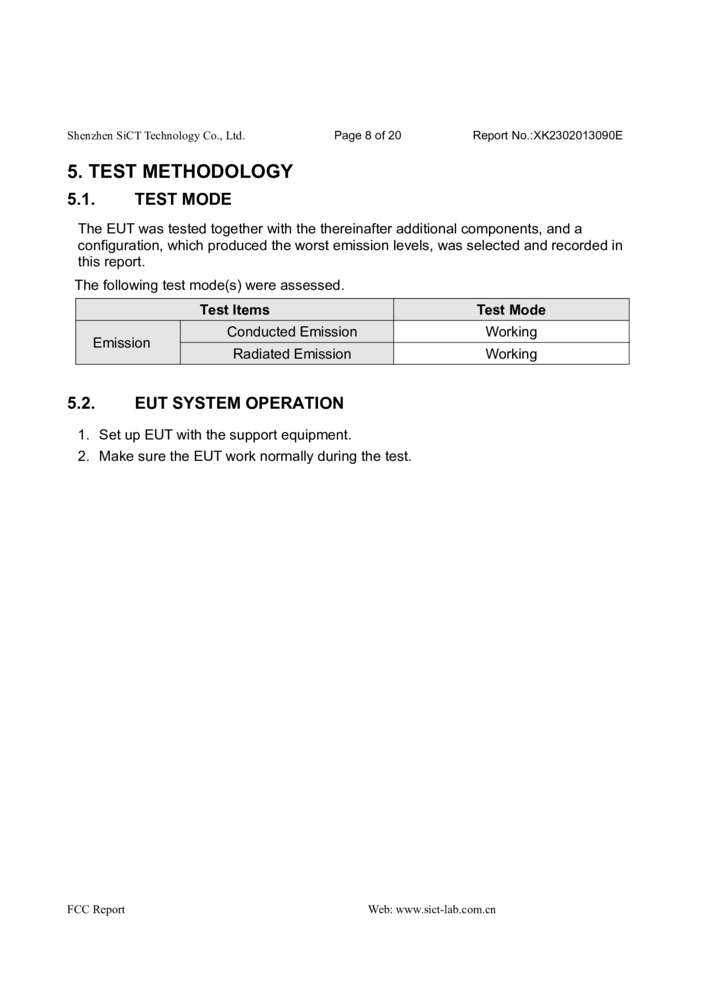 Shenzhen SiCT Technology Co., Ltd. Page 8 of 20 Report No.:XK2302013090E
5. TEST METHODOLOGY
5.1. TEST MODE
The EUT was tested together with the thereinafter additional components, and a
configuration, which produced the worst emission levels, was selected and recorded in
this report.
The following test mode(s) were assessed.
Test Items Test Mode
Emission Conducted Emission Working
Radiated Emission Working
5.2. EUT SYSTEM OPERATION
1. Set up EUT with the support equipment.
2. Make sure the EUT work normally during the test.
FCC Report Web: www.sict-lab.com.cn